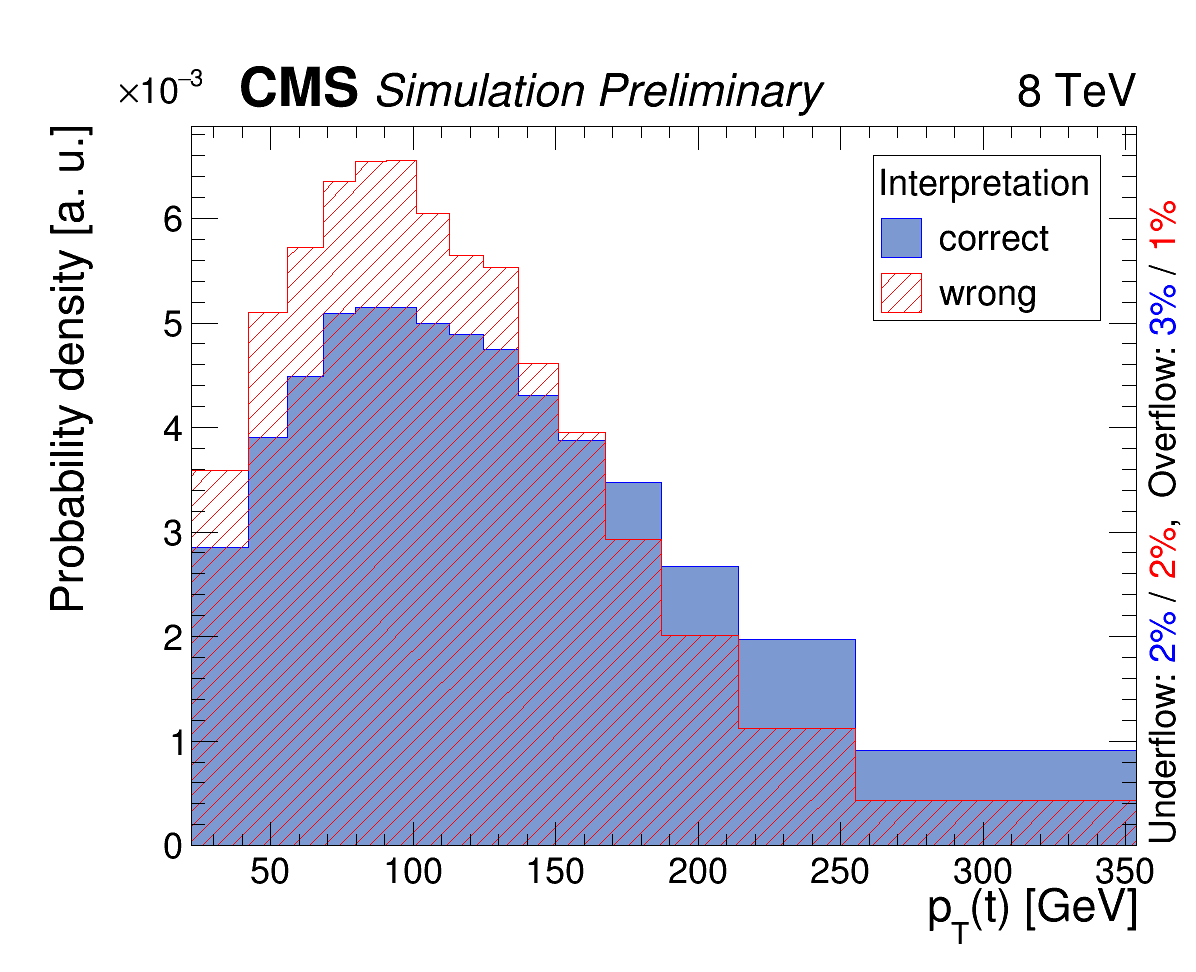 ×10⁻³ CMS Simulation Preliminary 8 TeV
Probability density [a. u.]
6
5
4
3
2
1
0
Interpretation
correct
wrong
50 100 150 200 250 300 350
p_T(t) [GeV]
Underflow: 2% / 2%, Overflow: 3% / 1%